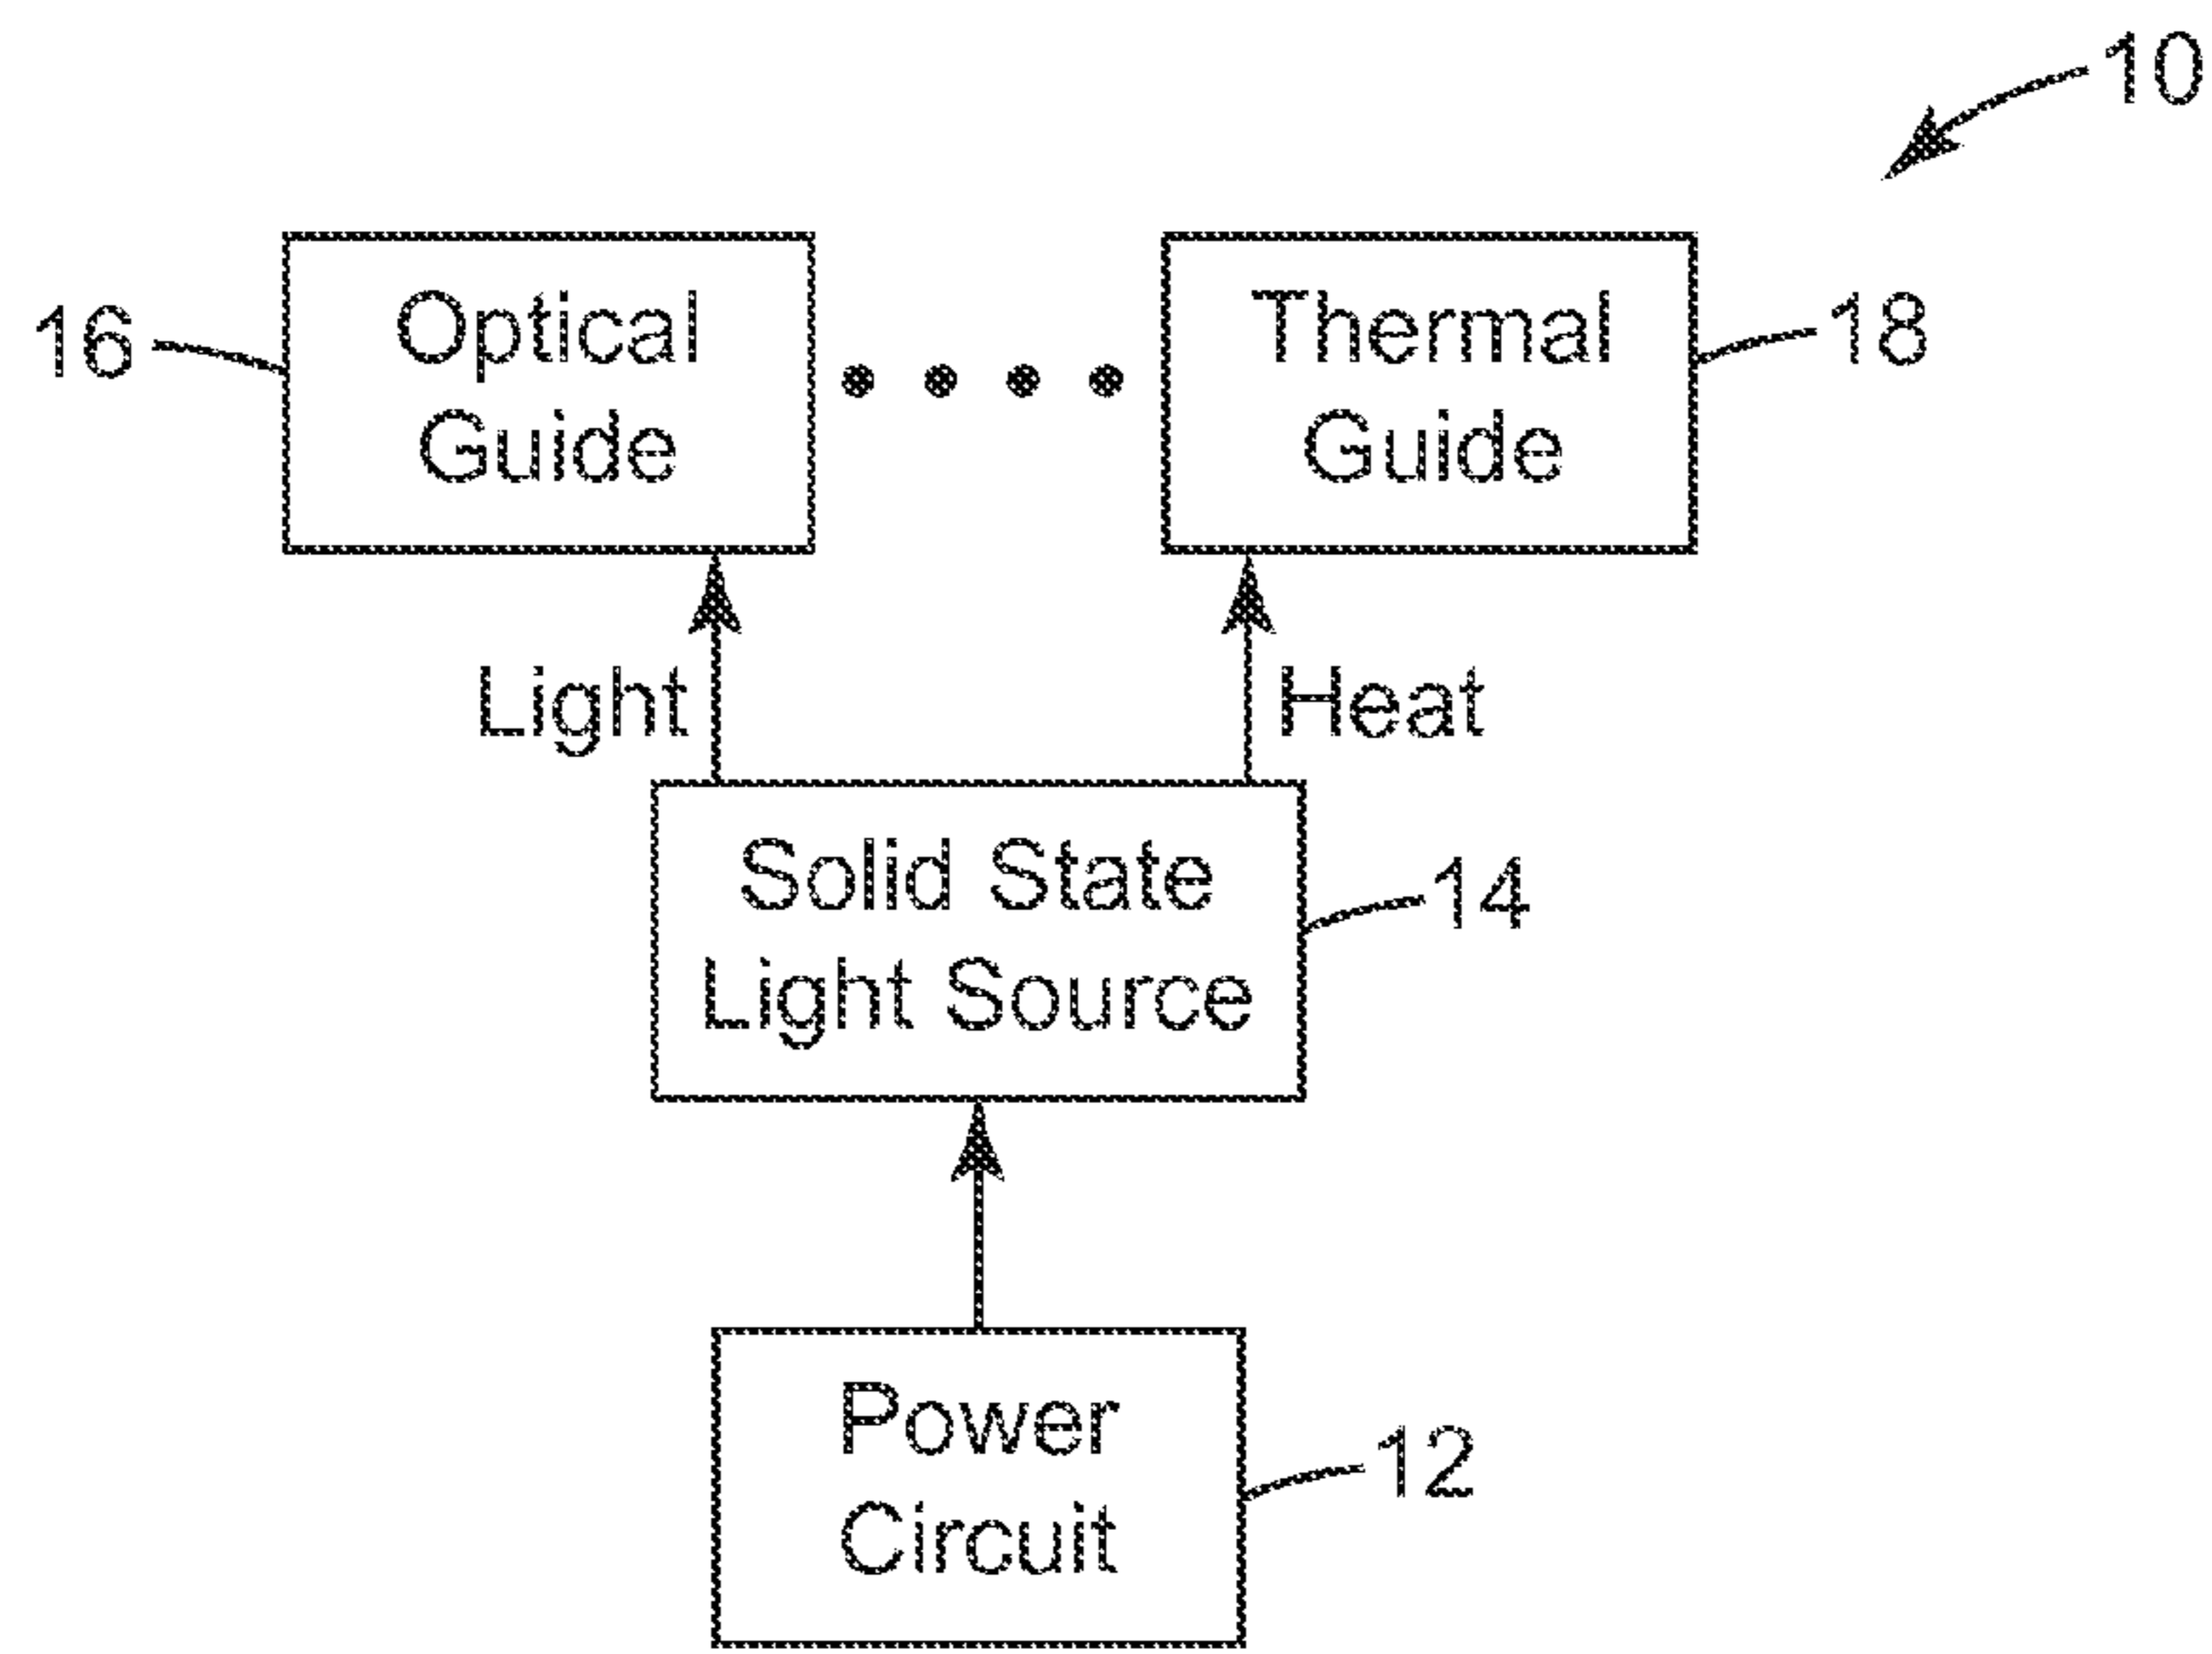 10
Optical
Guide
16
Thermal
Guide
18
Light
Heat
Solid State
Light Source
14
Power
Circuit
12